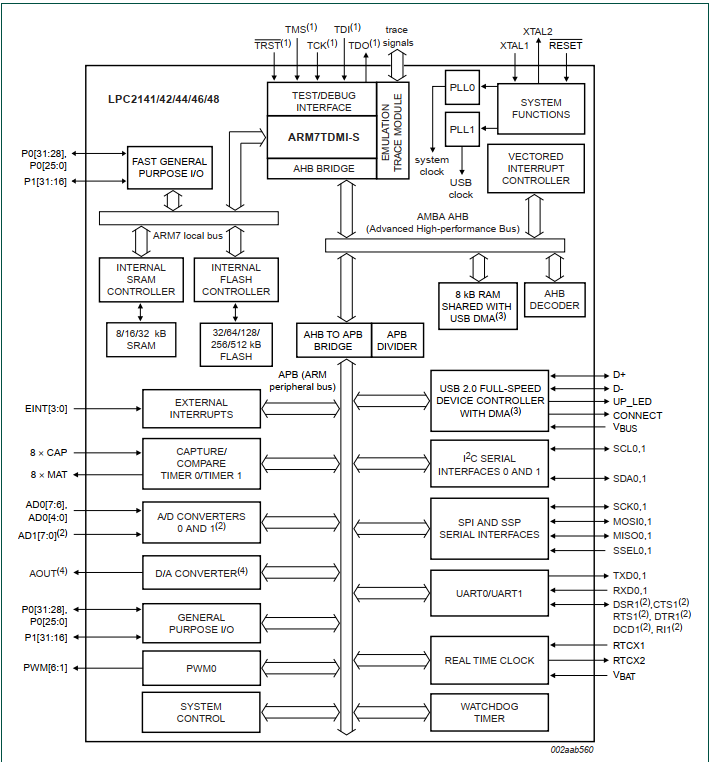 TMS(1) TDI(1) trace
TRST(1) TCK(1) TDO(1) signals
XTAL2
XTAL1 RESET
LPC2141/42/44/46/48
TEST/DEBUG
INTERFACE
ARM7TDMI-S
AHB BRIDGE
EMULATION
TRACE MODULE
PLL0
PLL1
system
clock
USB
clock
SYSTEM
FUNCTIONS
VECTORED
INTERRUPT
CONTROLLER
P0[31:28],
P0[25:0]
P1[31:16]
FAST GENERAL
PURPOSE I/O
ARM7 local bus
AMBA AHB
(Advanced High-performance Bus)
INTERNAL
SRAM
CONTROLLER
INTERNAL
FLASH
CONTROLLER
8/16/32 kB
SRAM
32/64/128/
256/512 kB
FLASH
8 kB RAM
SHARED WITH
USB DMA(3)
AHB
DECODER
AHB TO APB
BRIDGE
APB
DIVIDER
APB (ARM
peripheral bus)
EINT[3:0]
EXTERNAL
INTERRUPTS
8 × CAP
8 × MAT
CAPTURE/
COMPARE
TIMER 0/TIMER 1
AD0[7:6],
AD0[4:0]
AD1[7:0](2)
A/D CONVERTERS
0 AND 1(2)
AOUT(4)
D/A CONVERTER(4)
P0[31:28],
P0[25:0]
P1[31:16]
GENERAL
PURPOSE I/O
PWM[6:1]
PWM0
SYSTEM
CONTROL
USB 2.0 FULL-SPEED
DEVICE CONTROLLER
WITH DMA(3)
D+
D-
UP_LED
CONNECT
VBUS
I2C SERIAL
INTERFACES 0 AND 1
SCL0,1
SDA0,1
SPI AND SSP
SERIAL INTERFACES
SCK0,1
MOSI0,1
MISO0,1
SSEL0,1
UART0/UART1
TXD0,1
RXD0,1
DSR1(2),CTS1(2)
RTS1(2), DTR1(2)
DCD1(2), RI1(2)
REAL TIME CLOCK
RTCX1
RTCX2
VBAT
WATCHDOG
TIMER
002aab560